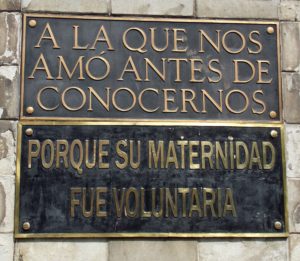 A LA QUE NOS
AMÓ ANTES DE
CONOCERNOS
PORQUE SU MATERNIDAD
FUE VOLUNTARIA